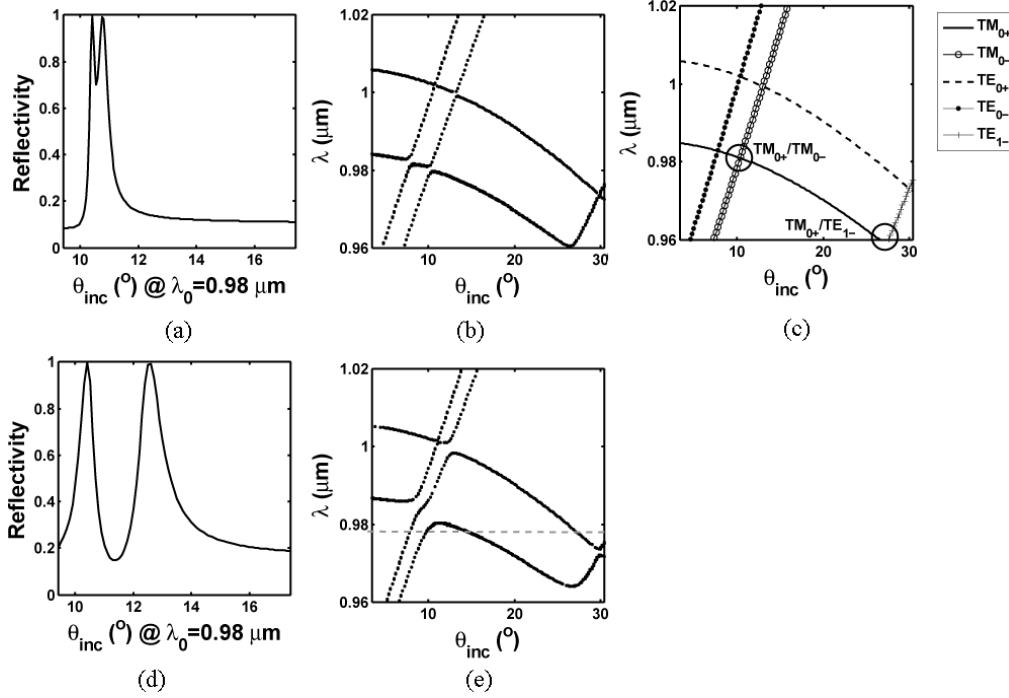 Reflectivity
1
0.8
0.6
0.4
0.2
0
10 12 14 16
θinc (O) @ λ0=0.98 μm
(a)
λ (μm)
1.02
1
0.98
0.96
10 20 30
θinc (O)
(b)
λ (μm)
1.02
1
0.98
0.96
TM0+/TM0−
TM0+/TE1−
10 20 30
θinc (O)
(c)
TM0+
TM0−
TE0+
TE0−
TE1−
Reflectivity
1
0.8
0.6
0.4
0.2
0
10 12 14 16
θinc (O) @ λ0=0.98 μm
(d)
λ (μm)
1.02
1
0.98
0.96
10 20 30
θinc (O)
(e)